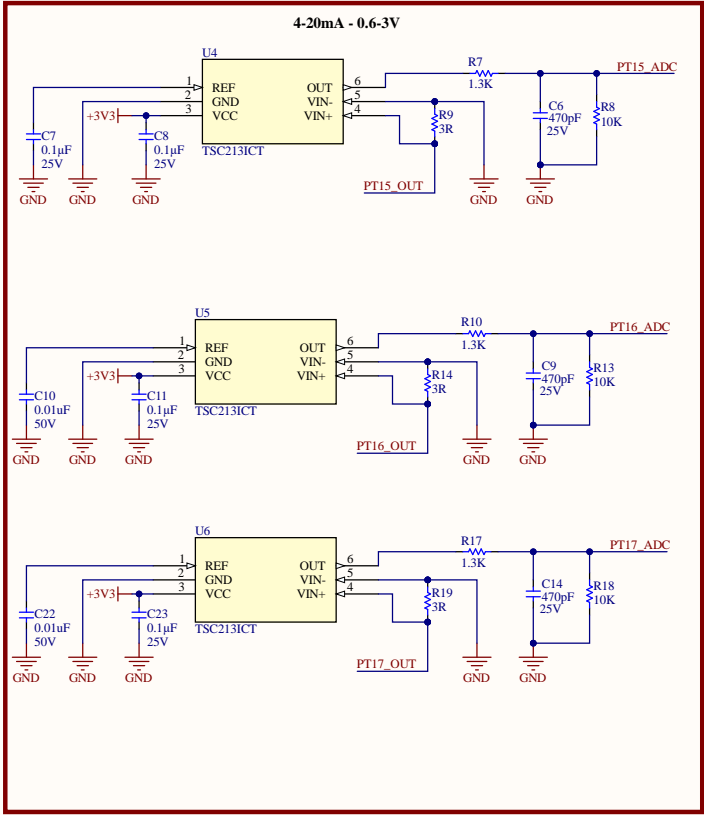 4-20mA - 0.6-3V
U4
1 REF OUT 6
2 GND VIN- 5
3 VCC VIN+ 4
TSC213ICT
+3V3
C7
0.1µF
25V
C8
0.1µF
25V
R9
3R
R7
1.3K
PT15_ADC
C6
470pF
25V
R8
10K
PT15_OUT
GND GND GND GND GND
U5
1 REF OUT 6
2 GND VIN- 5
3 VCC VIN+ 4
TSC213ICT
+3V3
C10
0.01uF
50V
C11
0.1µF
25V
R14
3R
R10
1.3K
PT16_ADC
C9
470pF
25V
R13
10K
PT16_OUT
GND GND GND GND GND
U6
1 REF OUT 6
2 GND VIN- 5
3 VCC VIN+ 4
TSC213ICT
+3V3
C22
0.01uF
50V
C23
0.1µF
25V
R19
3R
R17
1.3K
PT17_ADC
C14
470pF
25V
R18
10K
PT17_OUT
GND GND GND GND GND